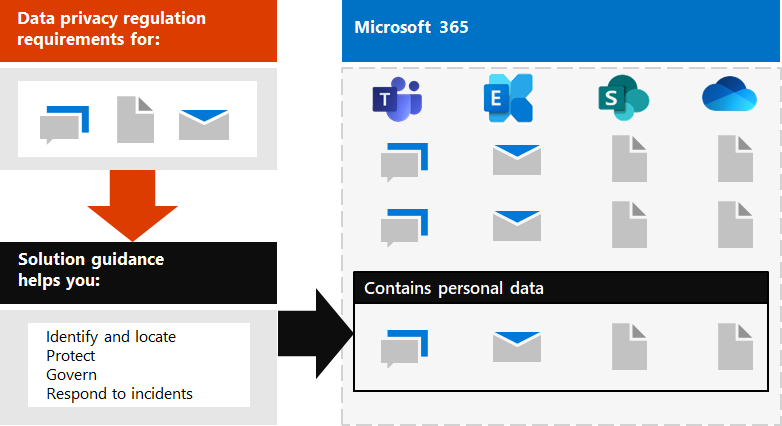 Data privacy regulation
requirements for:
Microsoft 365
T
E
S
Solution guidance
helps you:
Identify and locate
Protect
Govern
Respond to incidents
Contains personal data